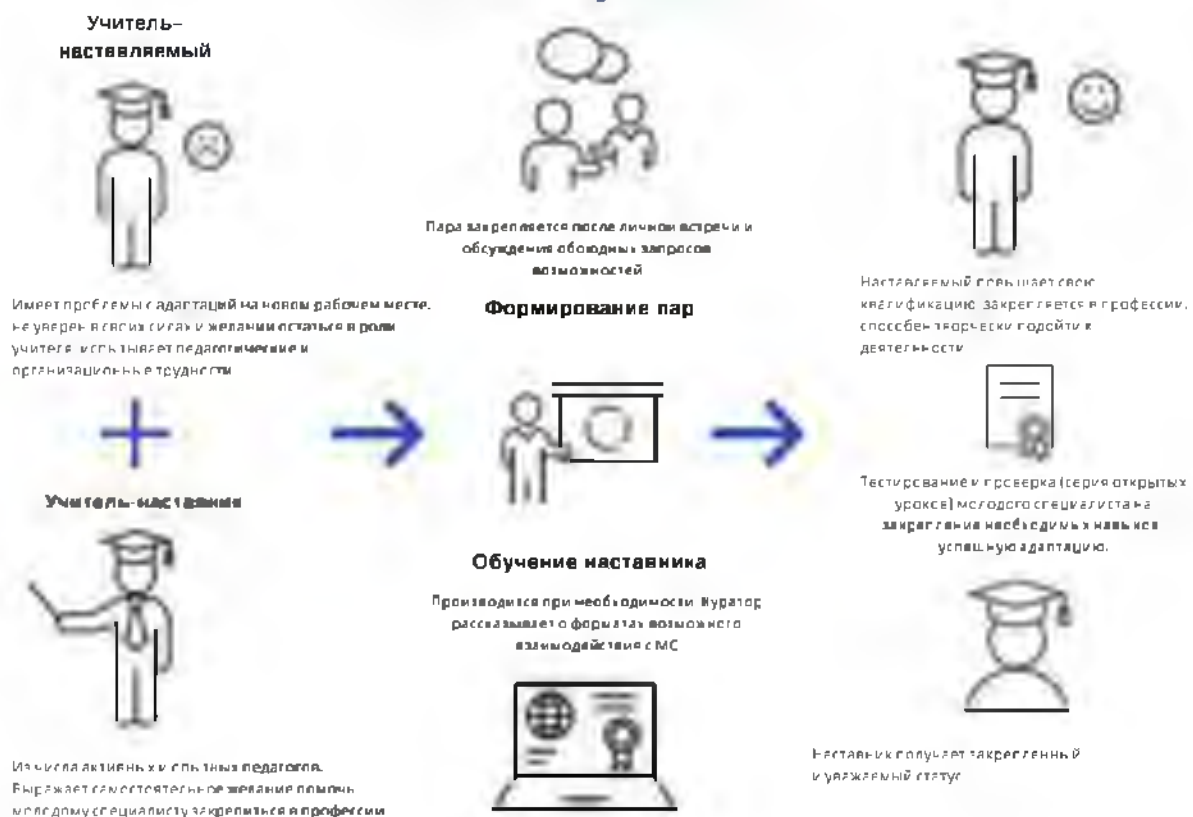 Учитель–
наставляемый
Имеет проблемы с адаптаций на новом рабочем месте,
не уверен в своих силах и желании остаться в роли
учителя, испытывает педагогические и
организационные трудности
Учитель-наставник
Из числа активных и опытных педагогов.
Выражает самостоятельное желание помочь
молодому специалисту закрепиться в профессии
Пара закрепляется после личной встречи и
обсуждения обоюдных запросов
возможностей
Формирование пар
Обучение наставника
Производится при необходимости. Куратор
рассказывает о форматах возможного
взаимодействия с МС
Наставляемый повышает свою
квалификацию, закрепляется в профессии,
способен творчески подойти к
деятельности
Тестирование и проверка (серия открытых
уроков) молодого специалиста на
закрепление необходимых навыков
успешную адаптацию.
Наставник получает закрепленный
и уважаемый статус